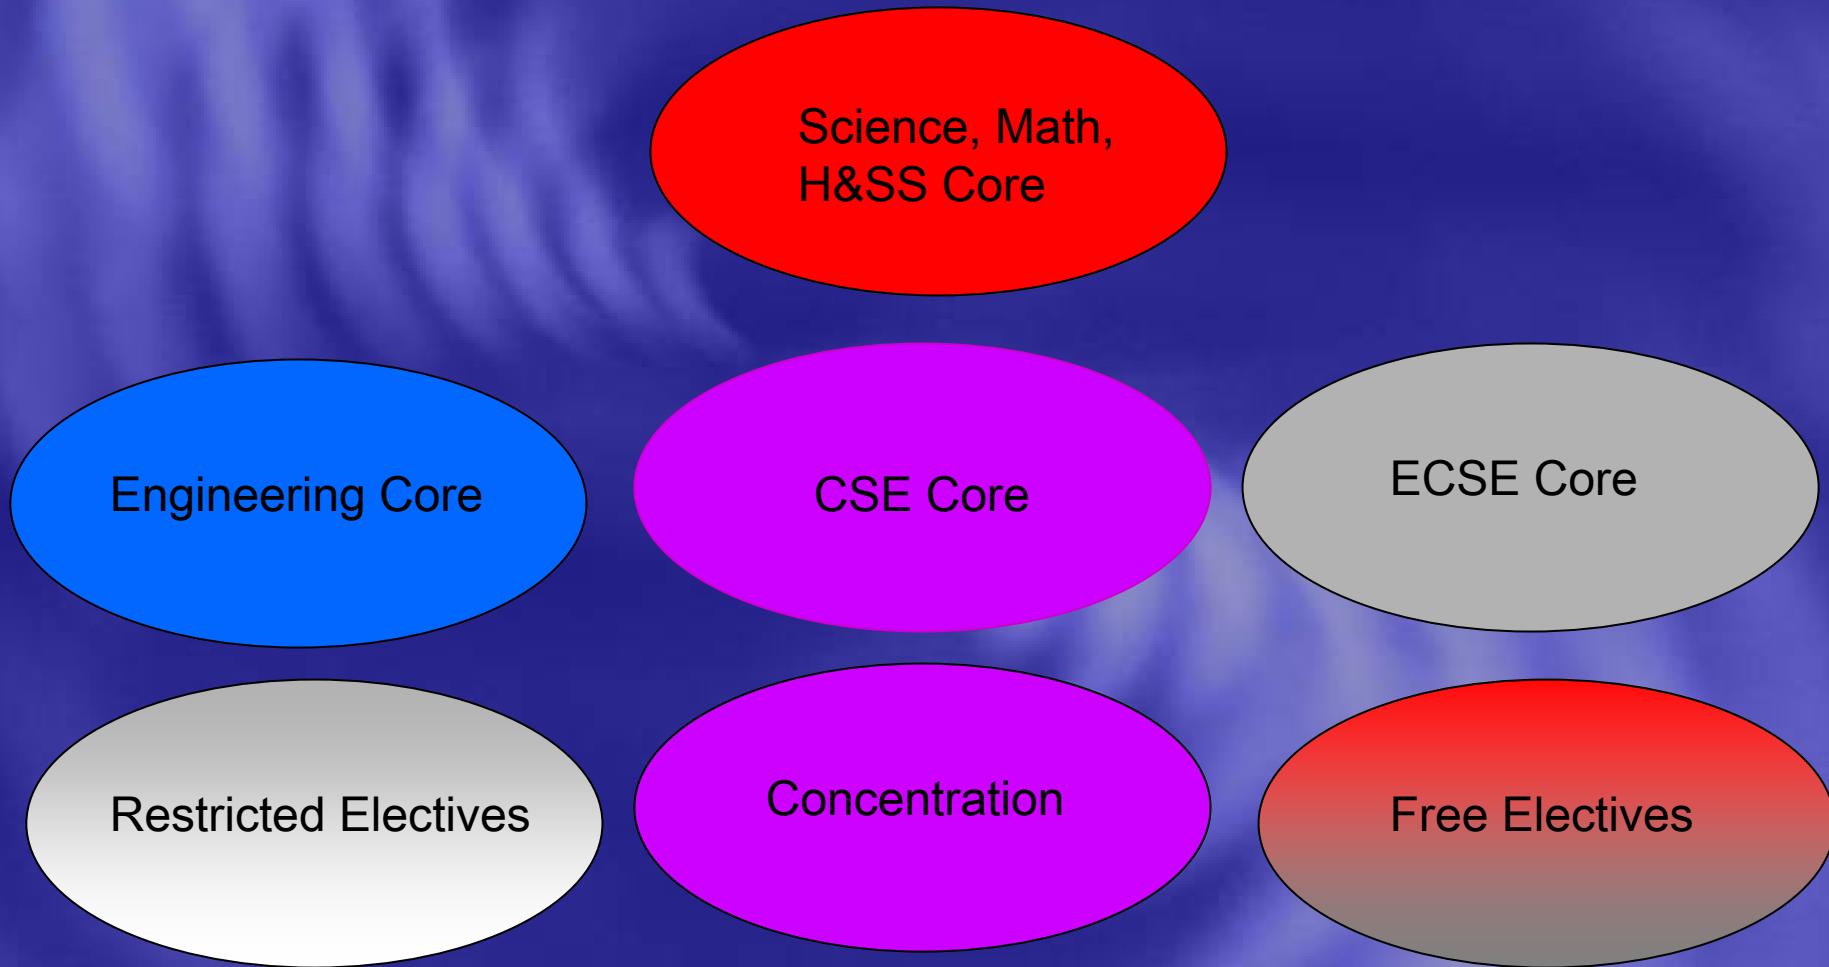 Science, Math,
H&SS Core
Engineering Core
CSE Core
ECSE Core
Restricted Electives
Concentration
Free Electives